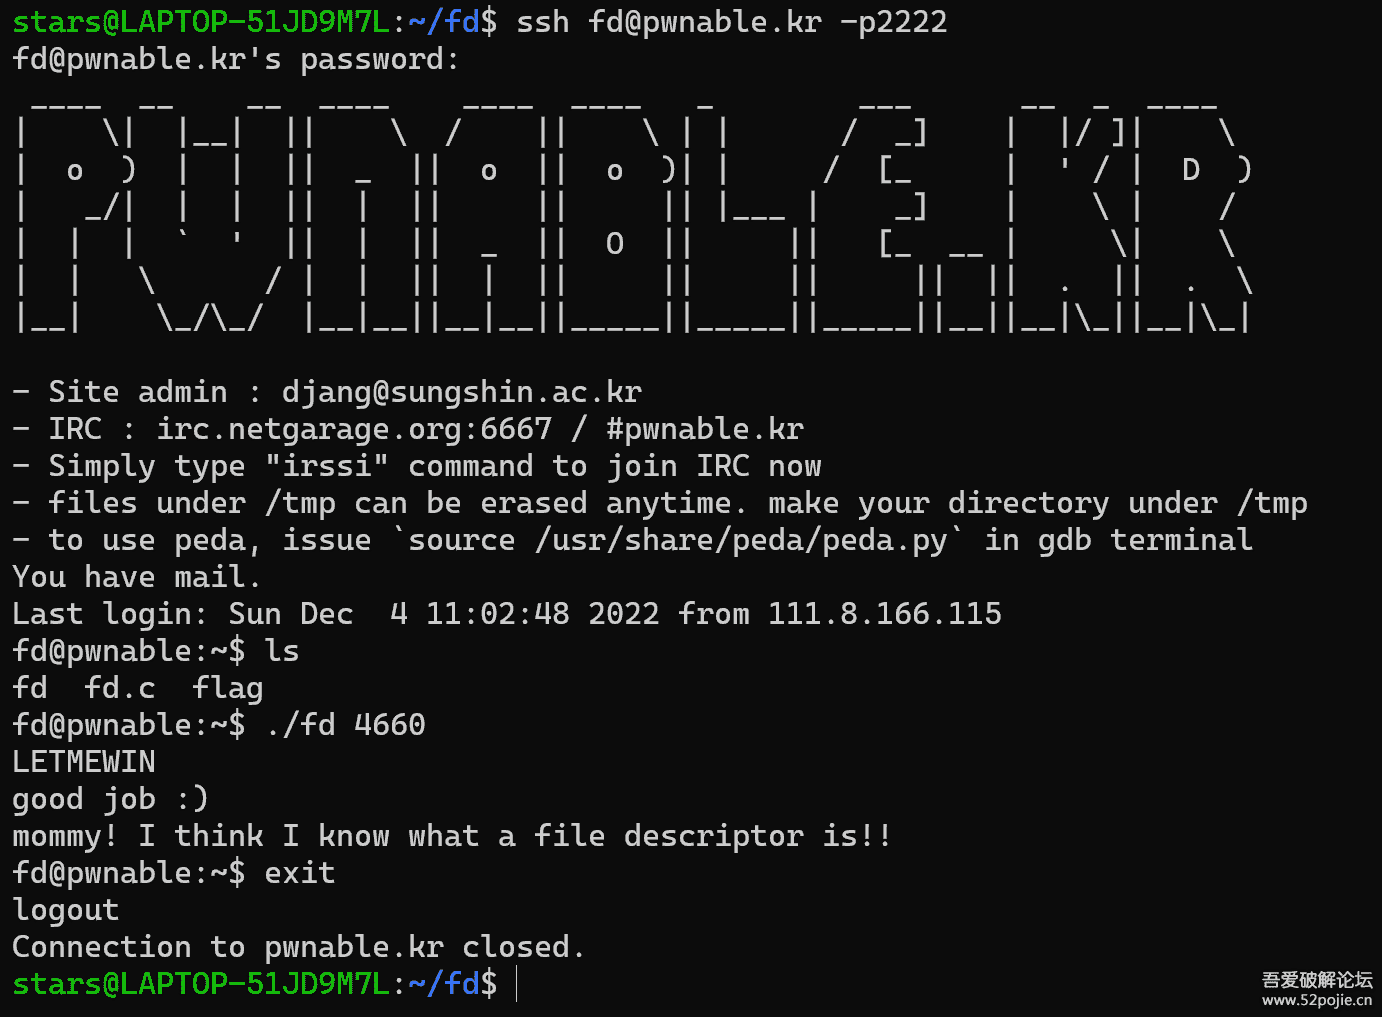 stars@LAPTOP-51JD9M7L:~/fd$ ssh fd@pwnable.kr -p2222
fd@pwnable.kr's password:
PWNABLE.KR
- Site admin : djang@sungshin.ac.kr
- IRC : irc.netgarage.org:6667 / #pwnable.kr
- Simply type "irssi" command to join IRC now
- files under /tmp can be erased anytime. make your directory under /tmp
- to use peda, issue `source /usr/share/peda/peda.py` in gdb terminal
You have mail.
Last login: Sun Dec  4 11:02:48 2022 from 111.8.166.115
fd@pwnable:~$ ls
fd  fd.c  flag
fd@pwnable:~$ ./fd 4660
LETMEWIN
good job :)
mommy! I think I know what a file descriptor is!!
fd@pwnable:~$ exit
logout
Connection to pwnable.kr closed.
stars@LAPTOP-51JD9M7L:~/fd$
吾爱破解论坛
www.52pojie.cn